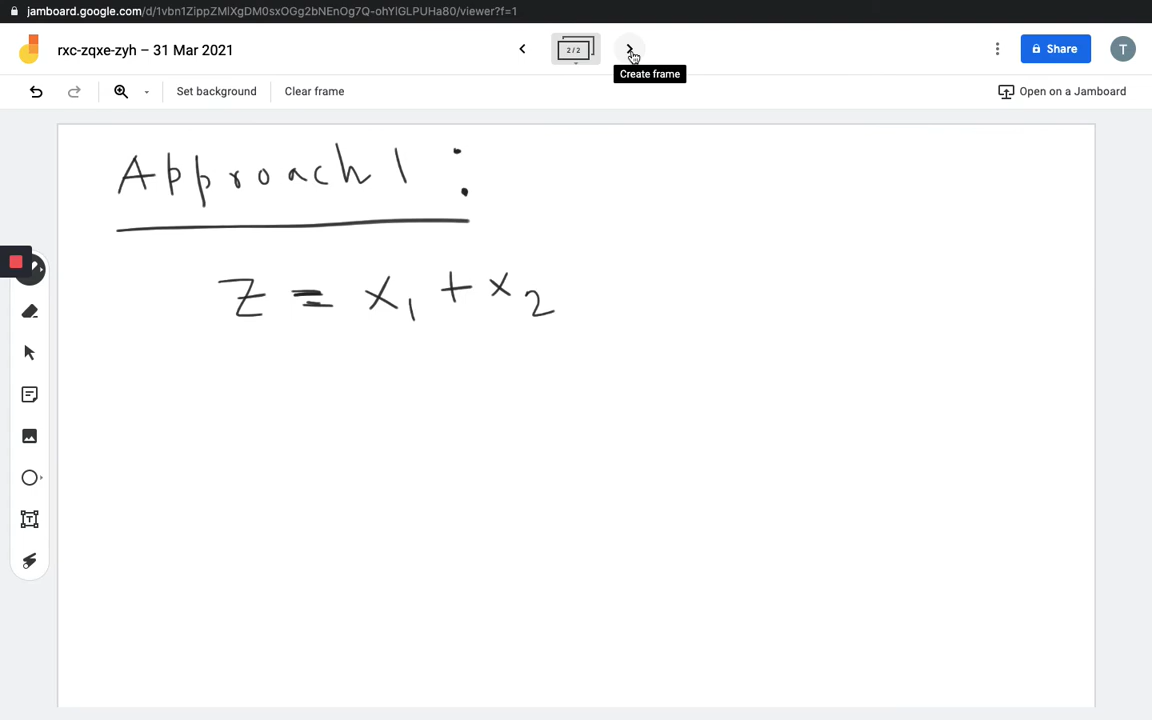 jamboard.google.com/d/1vbn1ZippZMlXgDM0sxOGg2bNEnOg7Q-ohYlGLPUHa80/viewer?f=1
rxc-zqxe-zyh – 31 Mar 2021
2/2
Share
T
Create frame
Set background
Clear frame
Open on a Jamboard
Approach 1 :
Z = x₁ + x₂
T